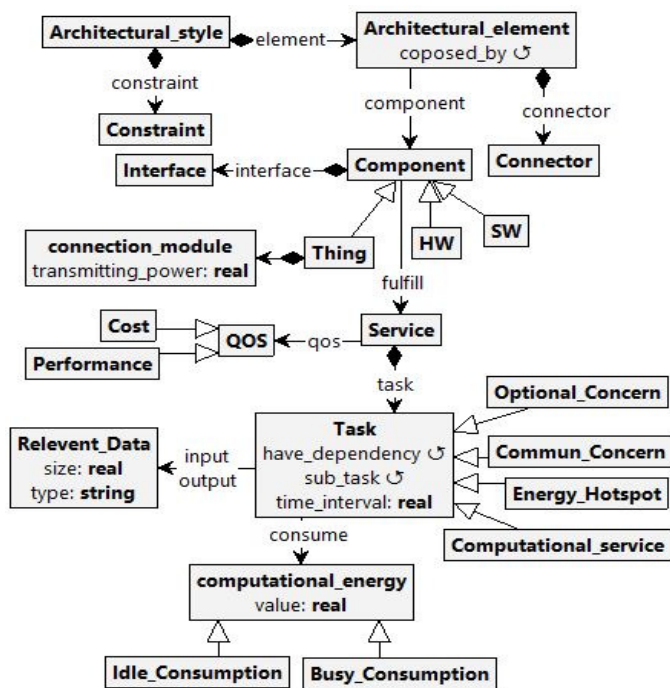 Architectural_style
element
Architectural_element
coposed_by ↺
constraint
component
connector
Constraint
Interface
interface
Component
Connector
connection_module
transmitting_power: real
Thing
HW
SW
fulfill
Cost
QOS
qos
Service
Performance
task
Optional_Concern
Relevent_Data
size: real
type: string
input
output
Task
have_dependency ↺
sub_task ↺
time_interval: real
Commun_Concern
Energy_Hotspot
Computational_service
consume
computational_energy
value: real
Idle_Consumption
Busy_Consumption